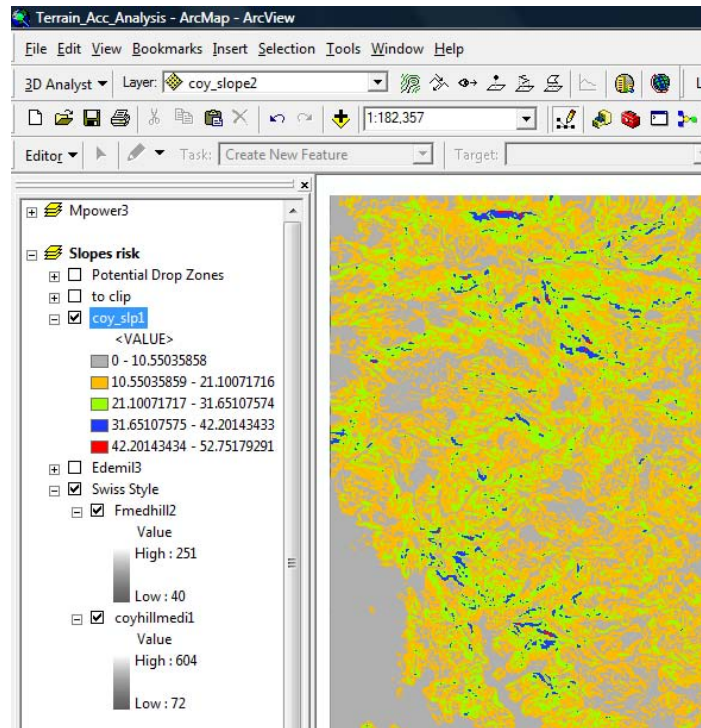 Terrain_Acc_Analysis - ArcMap - ArcView
File Edit View Bookmarks Insert Selection Tools Window Help
3D Analyst Layer: coy_slope2
1:182,357
Editor Task: Create New Feature Target:
x
Mpower3
Slopes risk
Potential Drop Zones
to clip
coy_slp1
<VALUE>
0 - 10.55035858
10.55035859 - 21.10071716
21.10071717 - 31.65107574
31.65107575 - 42.20143433
42.20143434 - 52.75179291
Edemil3
Swiss Style
Fmedhill2
Value
High : 251
Low : 40
coyhillmedi1
Value
High : 604
Low : 72